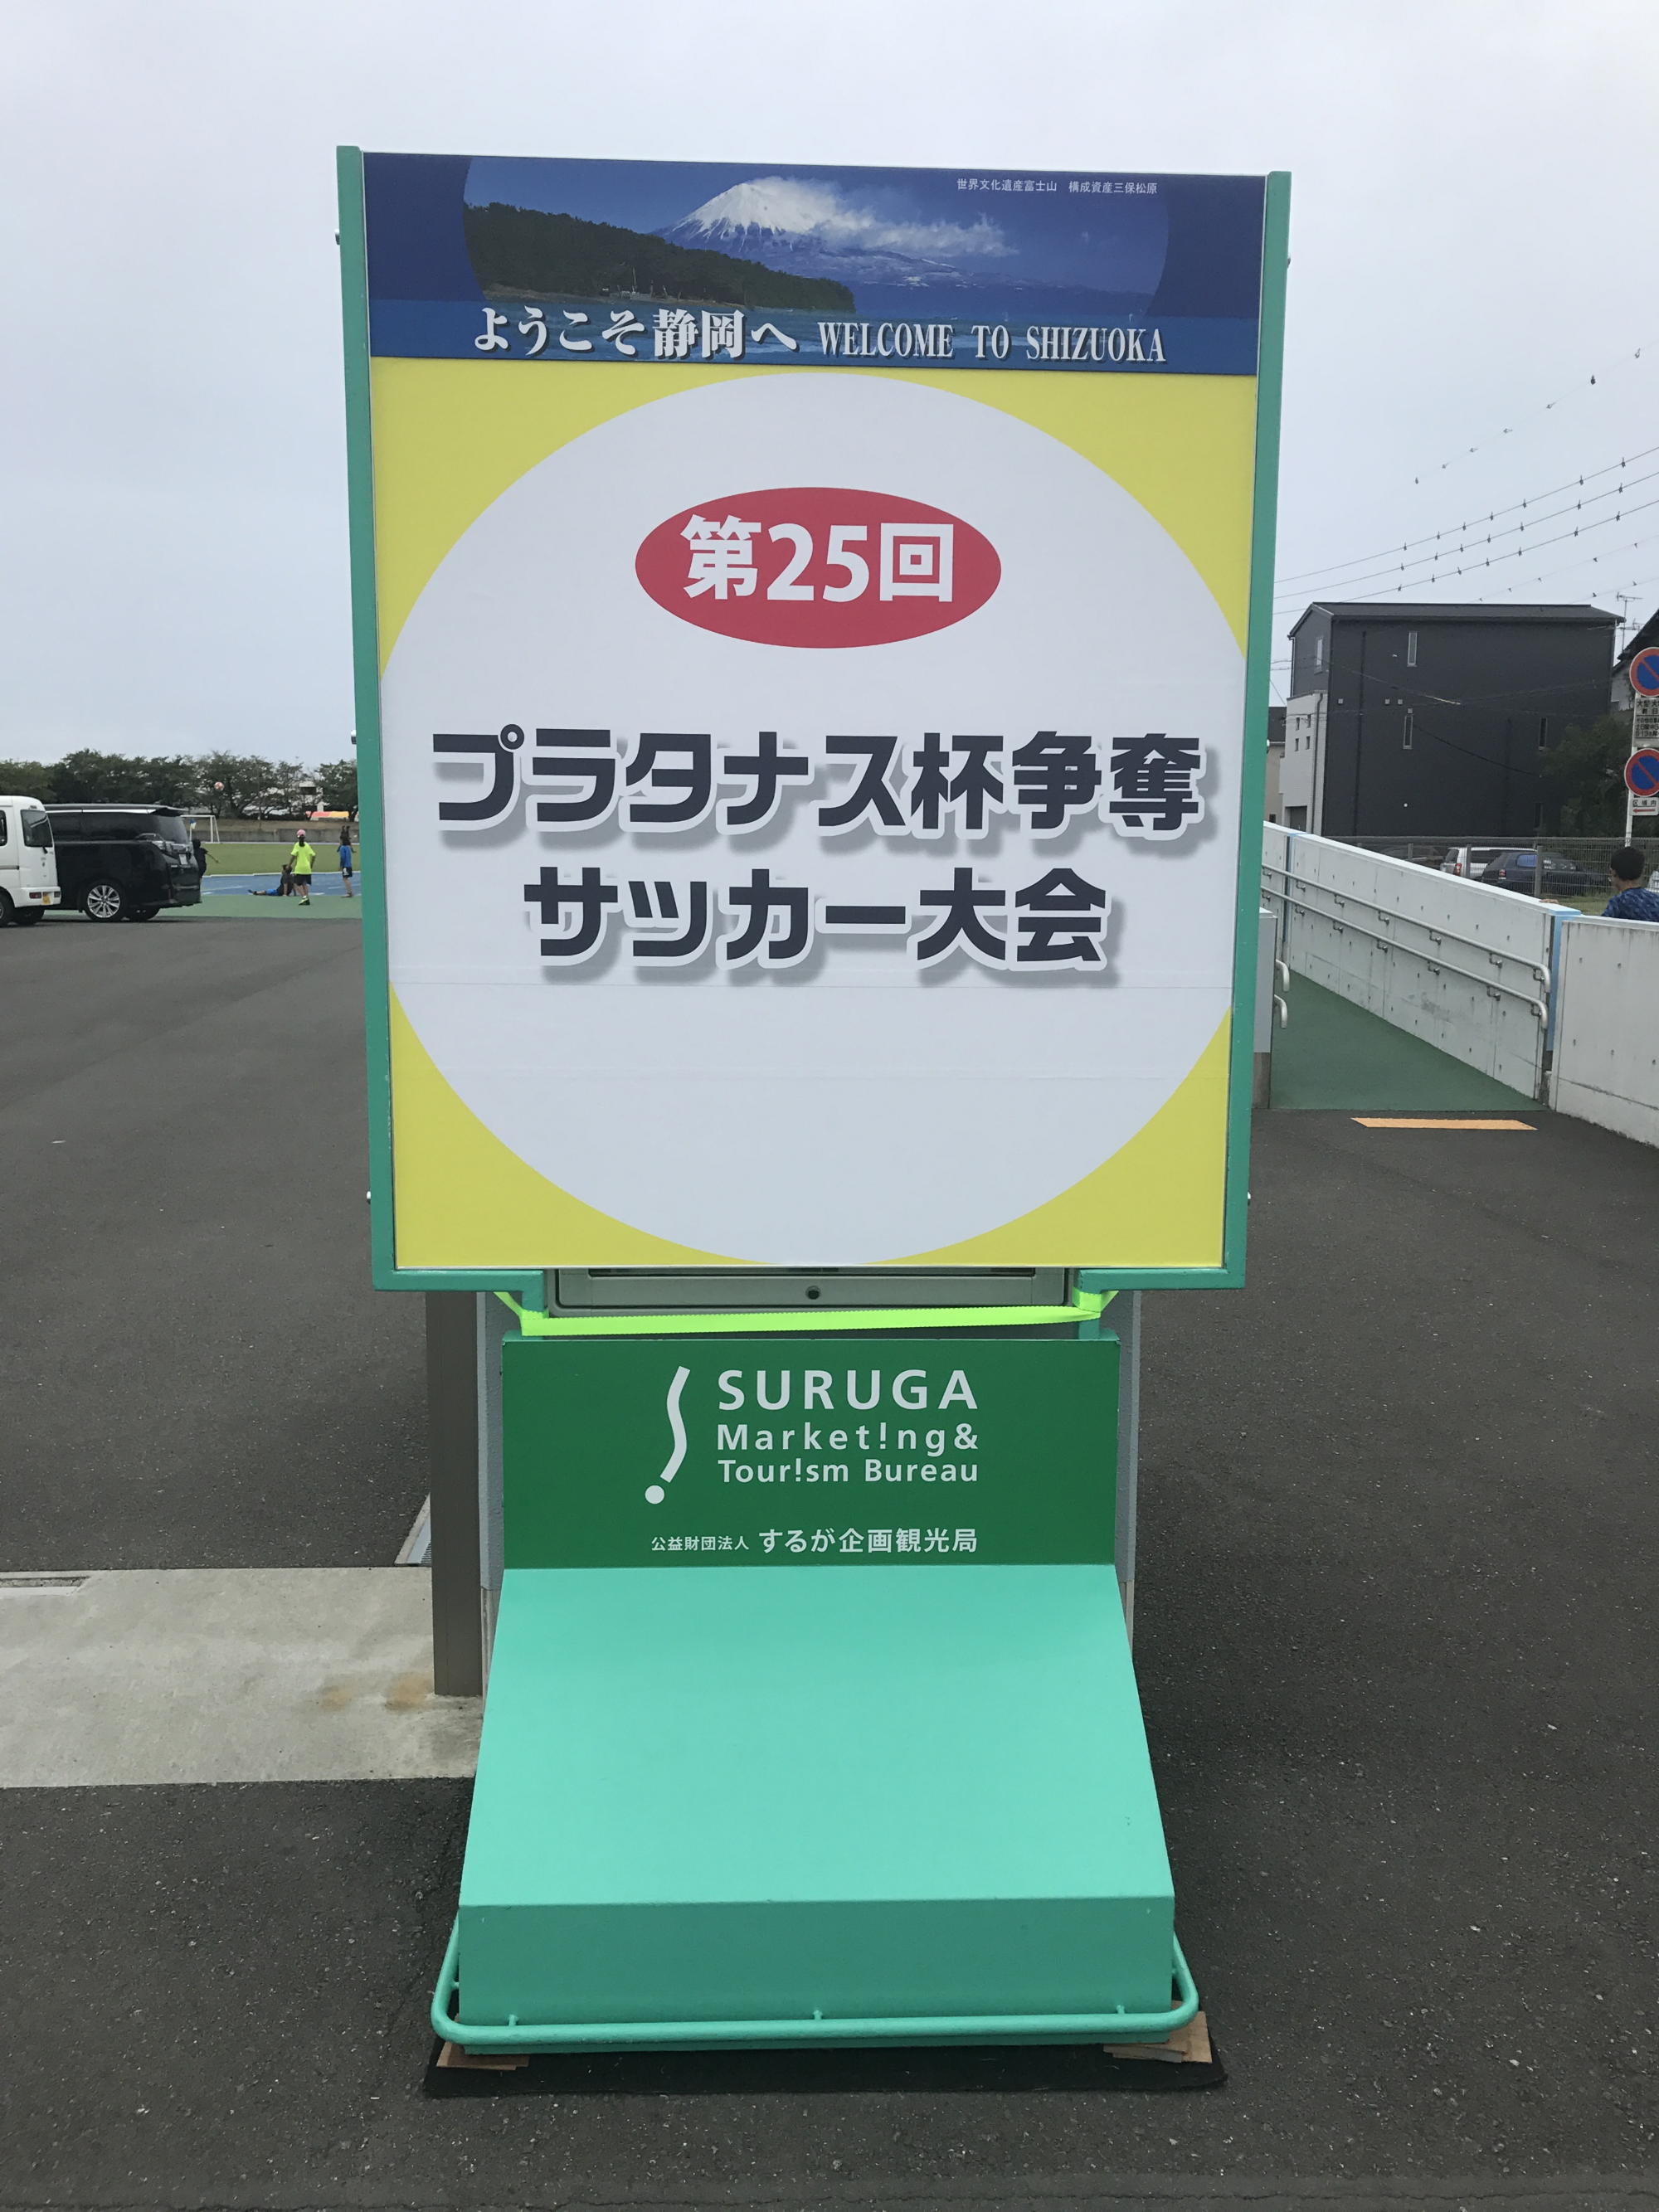 世界文化遺産富士山 構成資産三保松原
ようこそ静岡へ WELCOME TO SHIZUOKA
第25回
プラタナス杯争奪
サッカー大会
SURUGA
Market!ng&
Tour!sm Bureau
公益財団法人 するが企画観光局
区域内